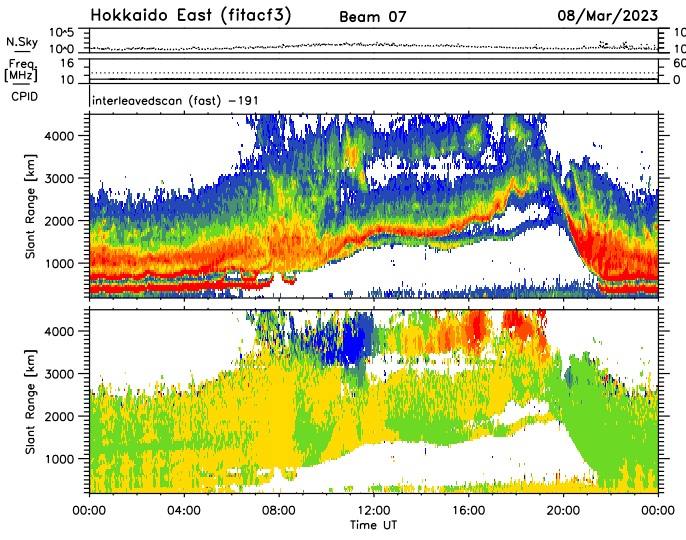 Hokkaido East (fitacf3) Beam 07 08/Mar/2023
N.Sky 10^5 10^0 10 10
Freq. [MHz] 16 10 60 0
CPID interleavedscan (fast) -191
Slant Range [km] 4000 3000 2000 1000
Slant Range [km] 4000 3000 2000 1000
00:00 04:00 08:00 12:00 16:00 20:00 00:00
Time UT